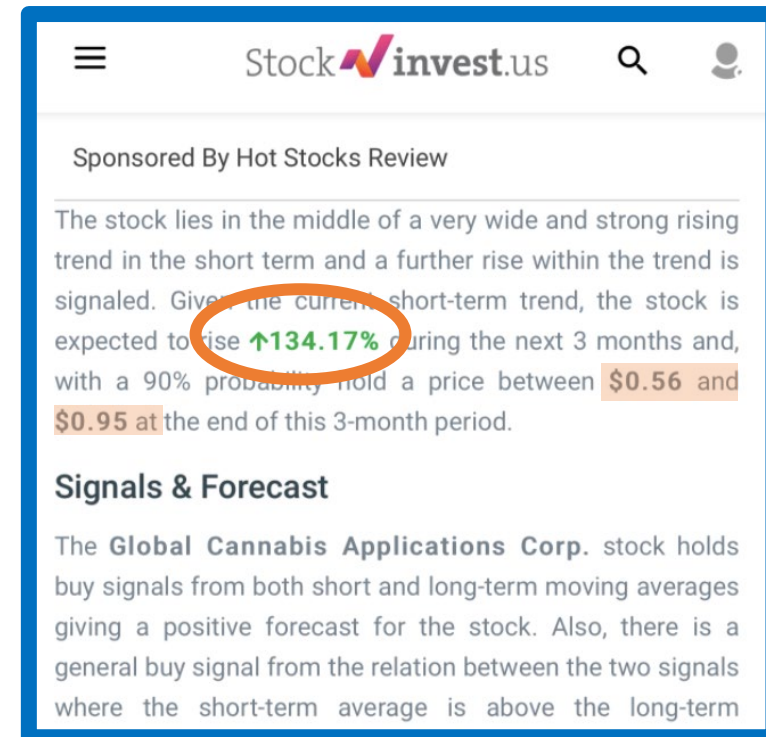 Stock invest.us
Sponsored By Hot Stocks Review
The stock lies in the middle of a very wide and strong rising
trend in the short term and a further rise within the trend is
signaled. Given the current short-term trend, the stock is
expected to rise ↑134.17% during the next 3 months and,
with a 90% probability hold a price between $0.56 and
$0.95 at the end of this 3-month period.
Signals & Forecast
The Global Cannabis Applications Corp. stock holds
buy signals from both short and long-term moving averages
giving a positive forecast for the stock. Also, there is a
general buy signal from the relation between the two signals
where the short-term average is above the long-term